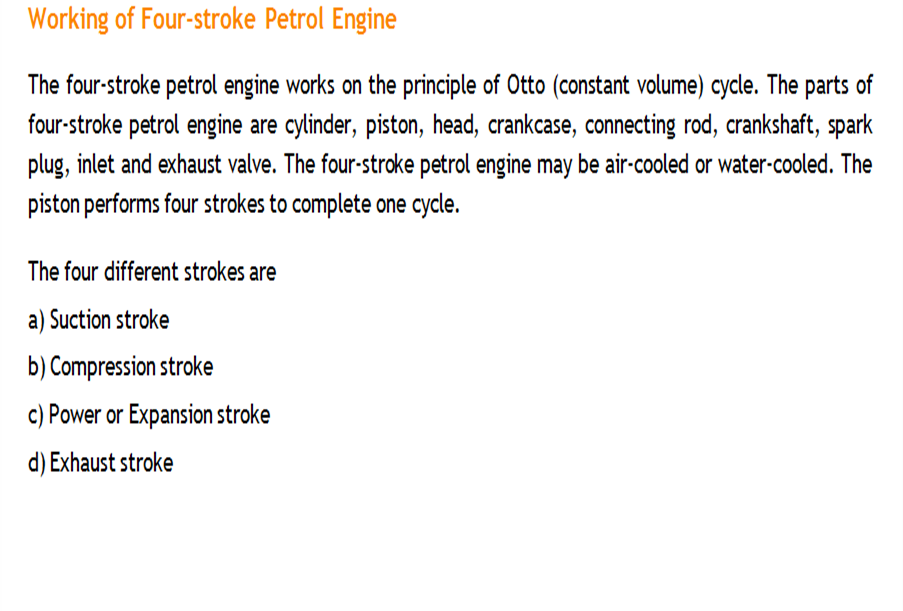 Working of Four-stroke Petrol Engine
The four-stroke petrol engine works on the principle of Otto (constant volume) cycle. The parts of
four-stroke petrol engine are cylinder, piston, head, crankcase, connecting rod, crankshaft, spark
plug, inlet and exhaust valve. The four-stroke petrol engine may be air-cooled or water-cooled. The
piston performs four strokes to complete one cycle.
The four different strokes are
a) Suction stroke
b) Compression stroke
c) Power or Expansion stroke
d) Exhaust stroke